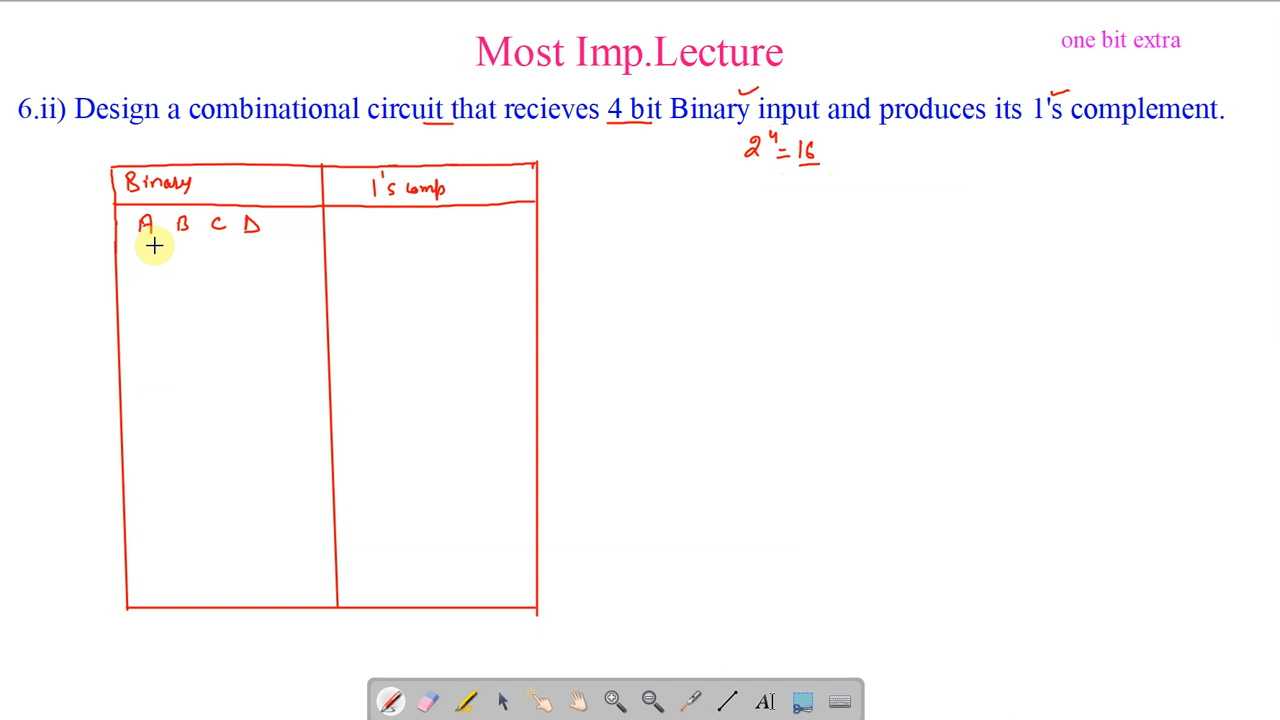 one bit extra
Most Imp.Lecture
6.ii) Design a combinational circuit that recieves 4 bit Binary input and produces its 1's complement.
2⁴ = 16
Binary 1's comp
A B C D
AI